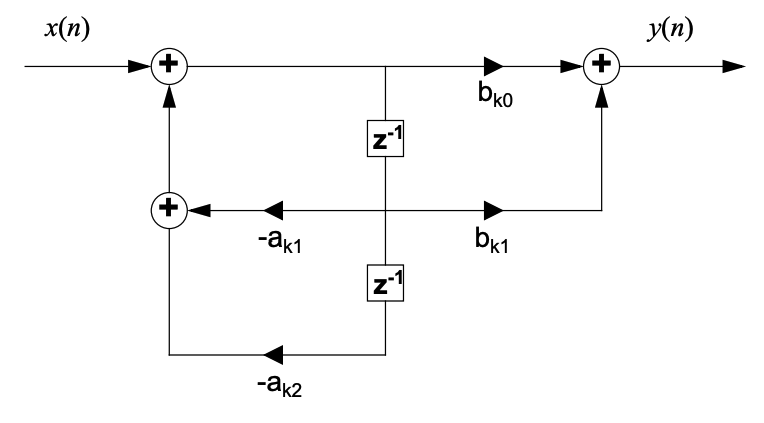 x(n) y(n)
+ +
b_k0
z⁻¹
+
-a_k1 b_k1
z⁻¹
-a_k2